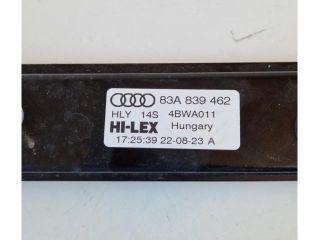 83A 839 462
HLY 14S 4BWA011
HI-LEX Hungary
17:25:39 22-08-23 A